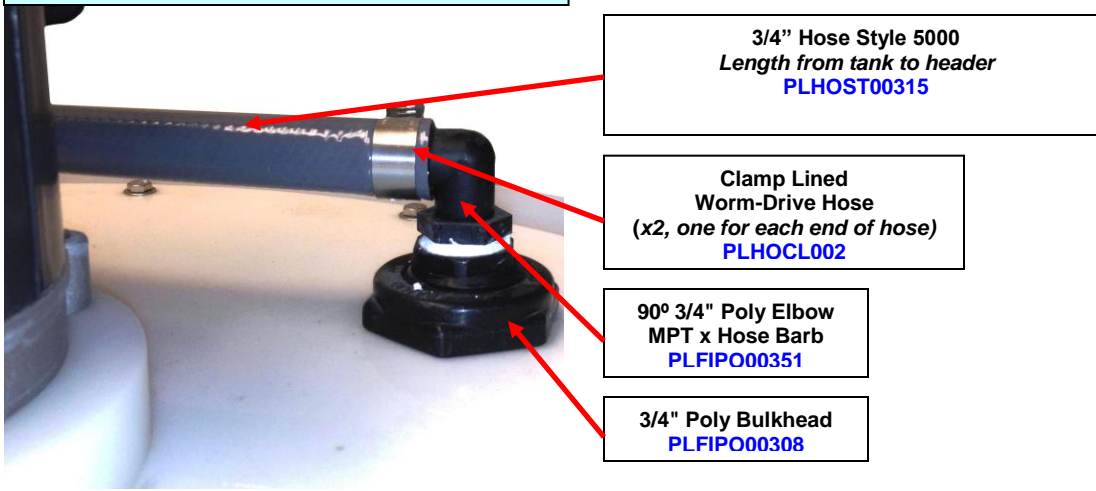 3/4” Hose Style 5000
Length from tank to header
PLHOST00315
Clamp Lined
Worm-Drive Hose
(x2, one for each end of hose)
PLHOCL002
90º 3/4" Poly Elbow
MPT x Hose Barb
PLFIPO00351
3/4" Poly Bulkhead
PLFIPO00308